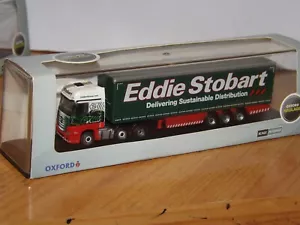 Eddie Stobart
Delivering Sustainable Distribution
OXFORD